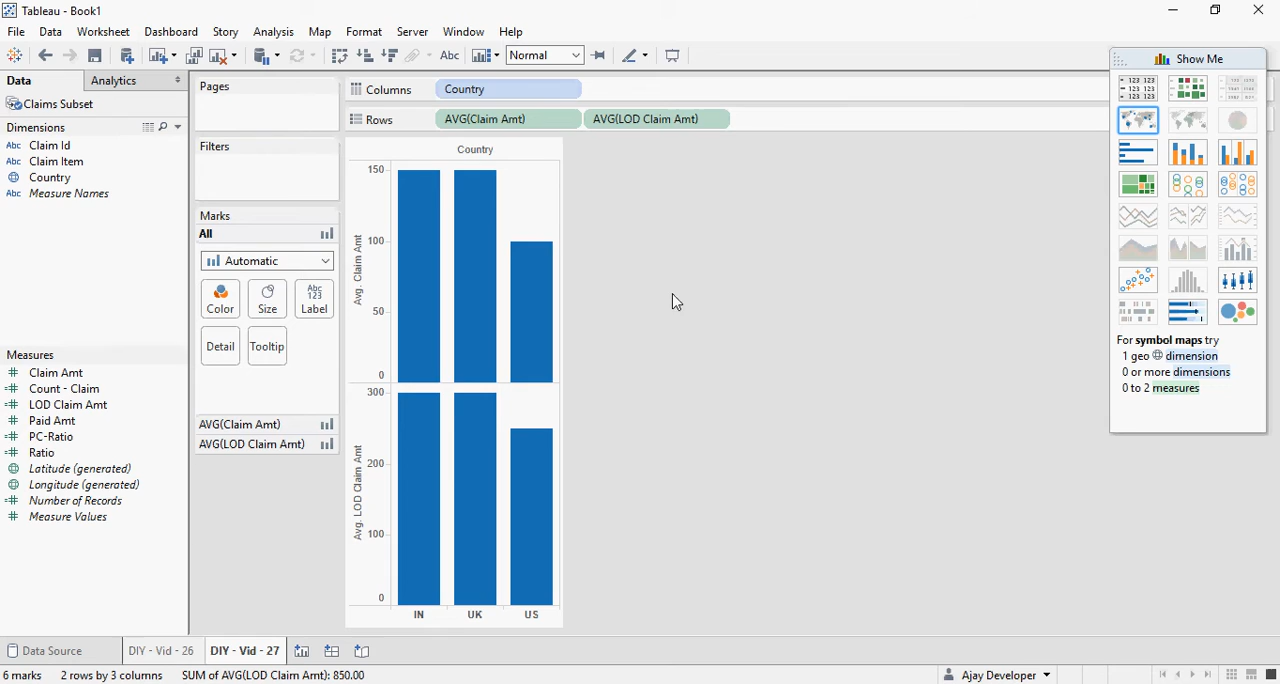 Tableau - Book1
File Data Worksheet Dashboard Story Analysis Map Format Server Window Help
Abc Normal
Show Me
Data Analytics
Claims Subset
Dimensions
Abc Claim Id
Abc Claim Item
Country
Abc Measure Names
Measures
# Claim Amt
=# Count - Claim
=# LOD Claim Amt
# Paid Amt
=# PC-Ratio
=# Ratio
Latitude (generated)
Longitude (generated)
=# Number of Records
# Measure Values
Pages
Filters
Marks
All
Automatic
Color Size Abc 123 Label
Detail Tooltip
AVG(Claim Amt)
AVG(LOD Claim Amt)
Columns Country
Rows AVG(Claim Amt) AVG(LOD Claim Amt)
Country
150
100
50
0
Avg. Claim Amt
300
200
100
0
Avg. LOD Claim Amt
IN UK US
For symbol maps try
1 geo dimension
0 or more dimensions
0 to 2 measures
Data Source DIY - Vid - 26 DIY - Vid - 27
6 marks 2 rows by 3 columns SUM of AVG(LOD Claim Amt): 850.00 Ajay Developer